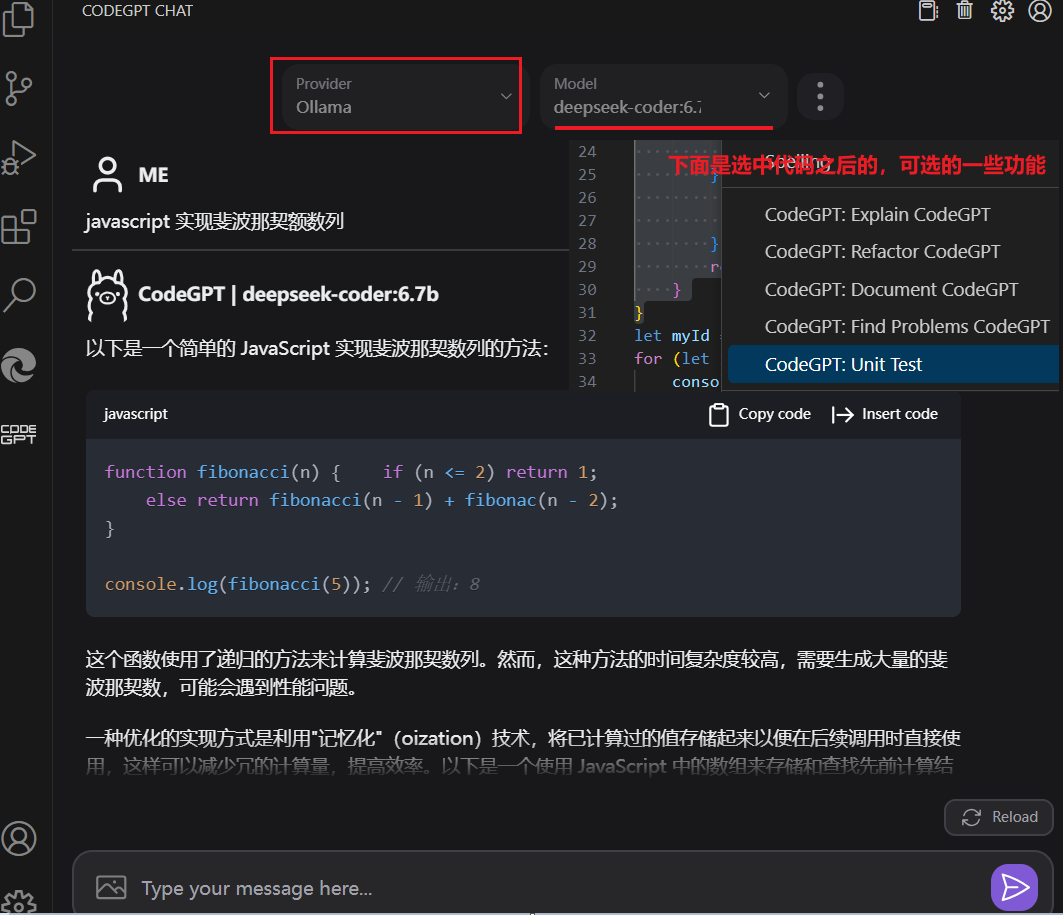 CODEGPT CHAT
Provider
Ollama
Model
deepseek-coder:6.7
ME
javascript 实现斐波那契额数列
CodeGPT | deepseek-coder:6.7b
以下是一个简单的 JavaScript 实现斐波那契数列的方法：
24
25 }
26
27
28 }
29 r
30 }
31 }
32 let myId
33 for (let
34 conso
下面是选中代码之后的，可选的一些功能
Spelling
CodeGPT: Explain CodeGPT
CodeGPT: Refactor CodeGPT
CodeGPT: Document CodeGPT
CodeGPT: Find Problems CodeGPT
CodeGPT: Unit Test
javascript
Copy code
Insert code
function fibonacci(n) {    if (n <= 2) return 1;
    else return fibonacci(n - 1) + fibonac(n - 2);
}
console.log(fibonacci(5)); // 输出：8
这个函数使用了递归的方法来计算斐波那契数列。然而，这种方法的时间复杂度较高，需要生成大量的斐
波那契数，可能会遇到性能问题。
一种优化的实现方式是利用"记忆化"（oization）技术，将已计算过的值存储起来以便在后续调用时直接使
用，这样可以减少冗的计算量，提高效率。以下是一个使用 JavaScript 中的数组来存储和查找先前计算结
Reload
Type your message here...
CODE
GPT